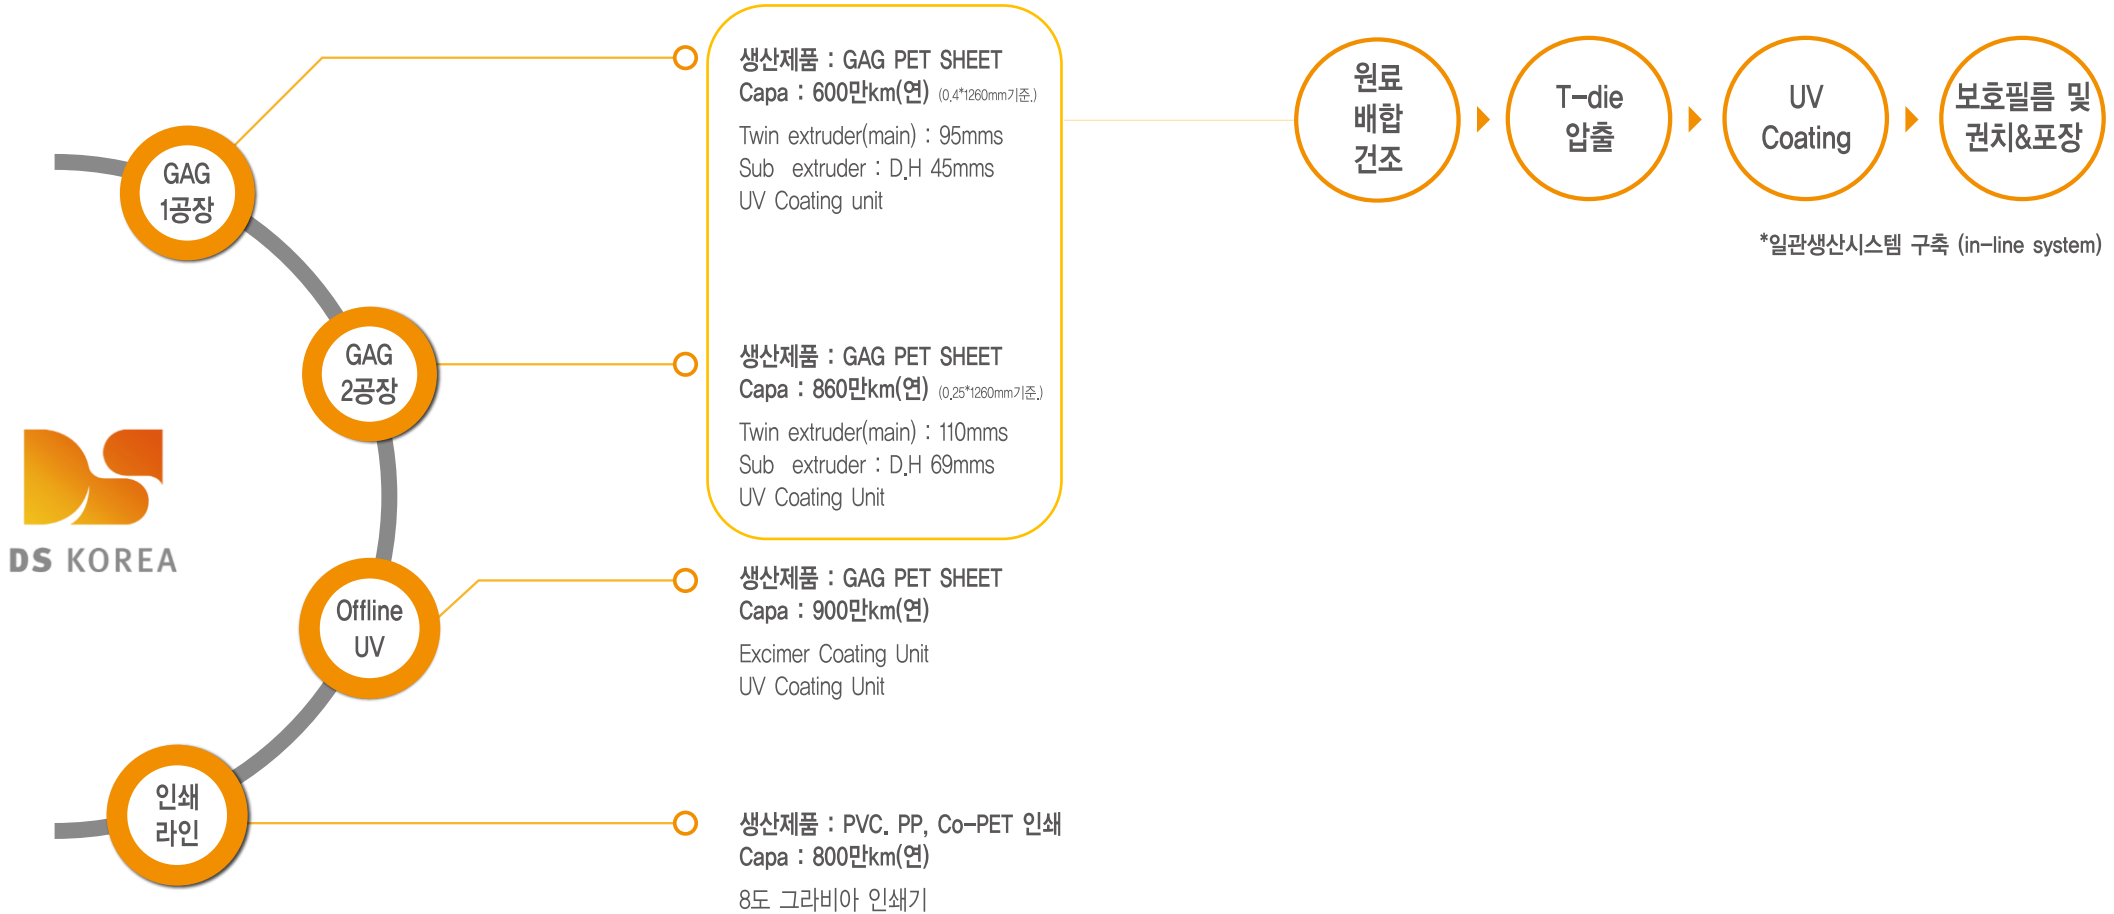 GAG
1공장
생산제품 : GAG PET SHEET
Capa : 600만km(연) (0.4*1260mm기준.)
Twin extruder(main) : 95mms
Sub extruder : D.H 45mms
UV Coating unit
원료
배합
건조
T-die
압출
UV
Coating
보호필름 및
권치&포장
*일관생산시스템 구축 (in-line system)
GAG
2공장
생산제품 : GAG PET SHEET
Capa : 860만km(연) (0.25*1260mm기준.)
Twin extruder(main) : 110mms
Sub extruder : D.H 69mms
UV Coating Unit
DS KOREA
Offline
UV
생산제품 : GAG PET SHEET
Capa : 900만km(연)
Excimer Coating Unit
UV Coating Unit
인쇄
라인
생산제품 : PVC. PP, Co-PET 인쇄
Capa : 800만km(연)
8도 그라비아 인쇄기